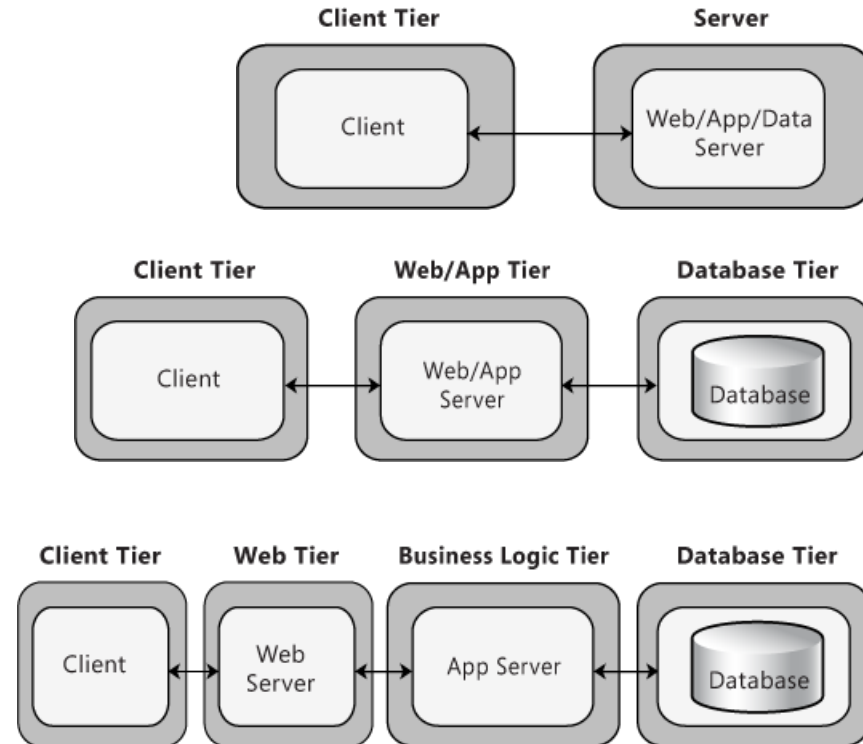 Client Tier
Server
Client
Web/App/Data
Server
Client Tier
Web/App Tier
Database Tier
Client
Web/App
Server
Database
Client Tier
Web Tier
Business Logic Tier
Database Tier
Client
Web
Server
App Server
Database